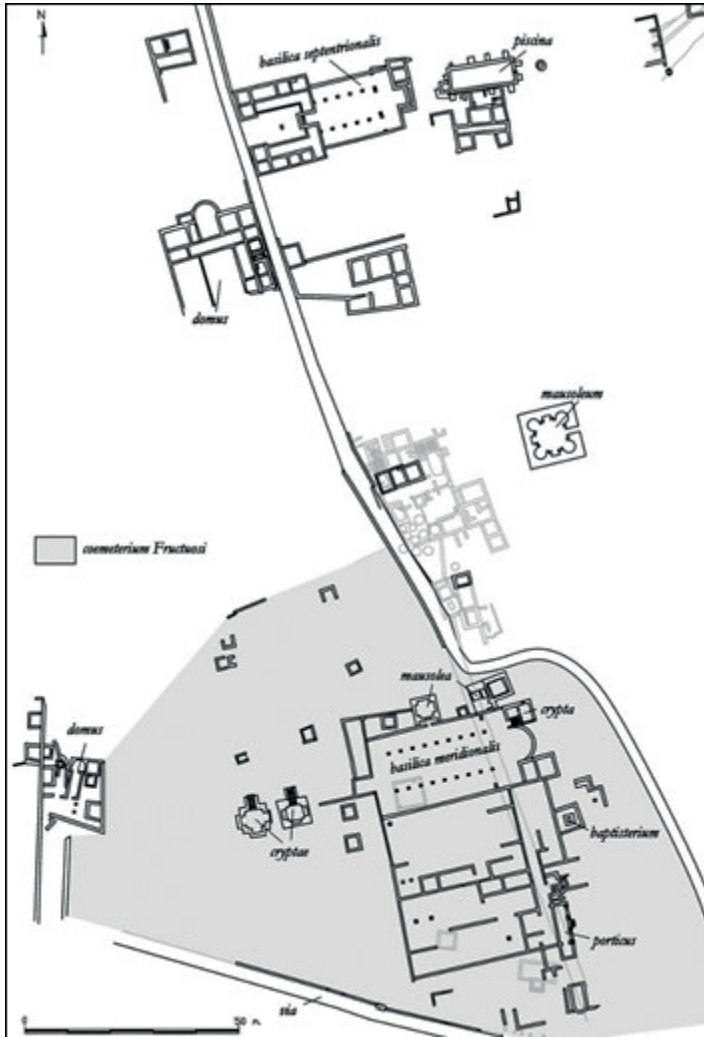 N
basilica septentrionalis
piscina
domus
mausoleum
coemeterium Fructuosi
mausolea
crypta
domus
basilica meridionalis
cryptae
baptisterium
porticus
via
0 50 m.